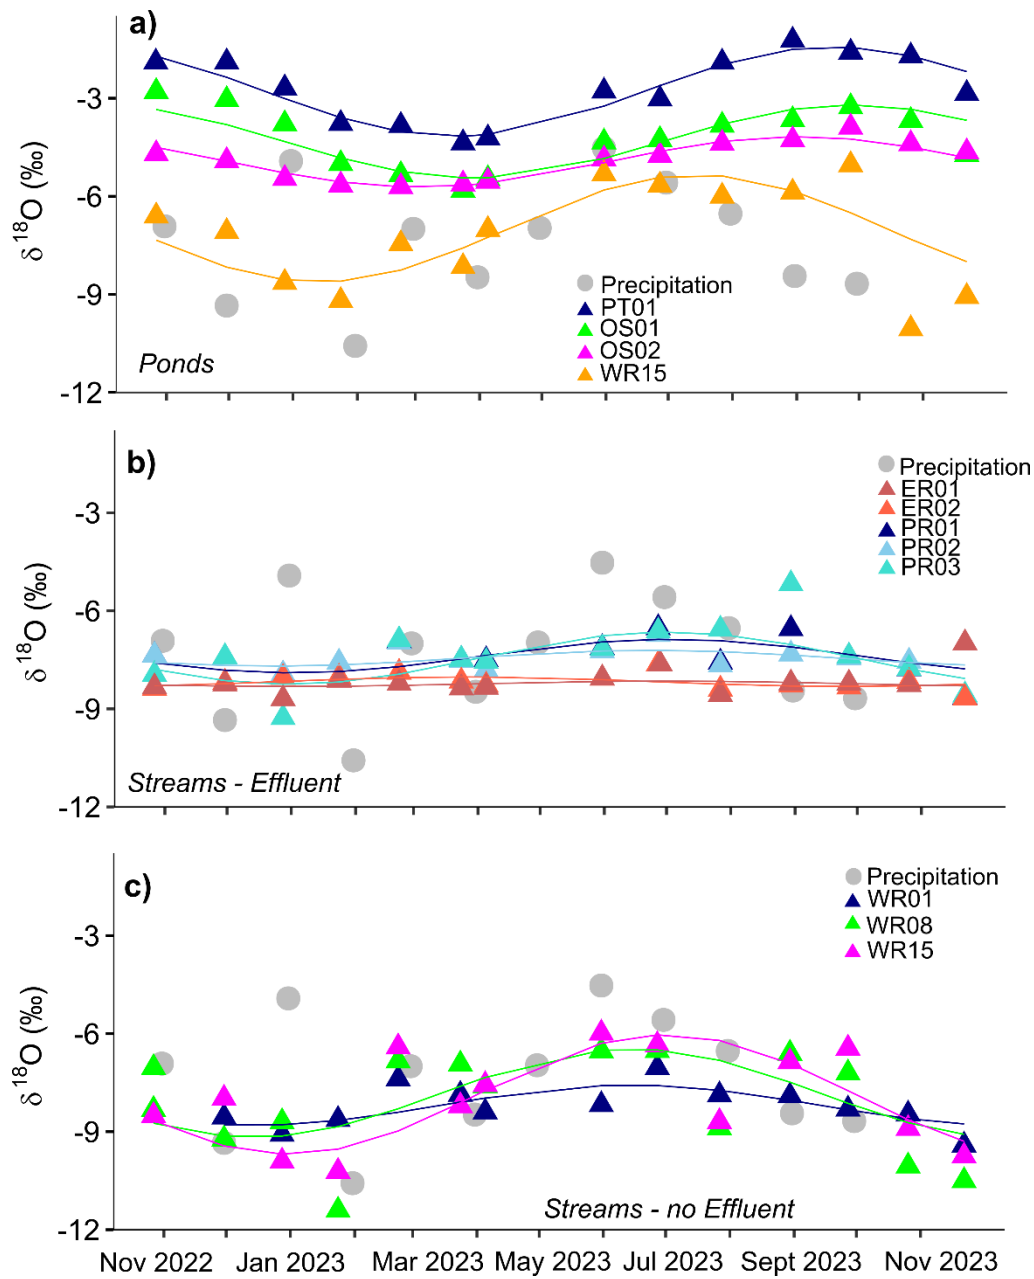 a)
-3
-6
-9
-12
δ ¹⁸O (‰)
Precipitation
PT01
OS01
OS02
WR15
Ponds
b)
-3
-6
-9
-12
δ ¹⁸O (‰)
Precipitation
ER01
ER02
PR01
PR02
PR03
Streams - Effluent
c)
-3
-6
-9
-12
δ ¹⁸O (‰)
Precipitation
WR01
WR08
WR15
Streams - no Effluent
Nov 2022 Jan 2023 Mar 2023 May 2023 Jul 2023 Sept 2023 Nov 2023